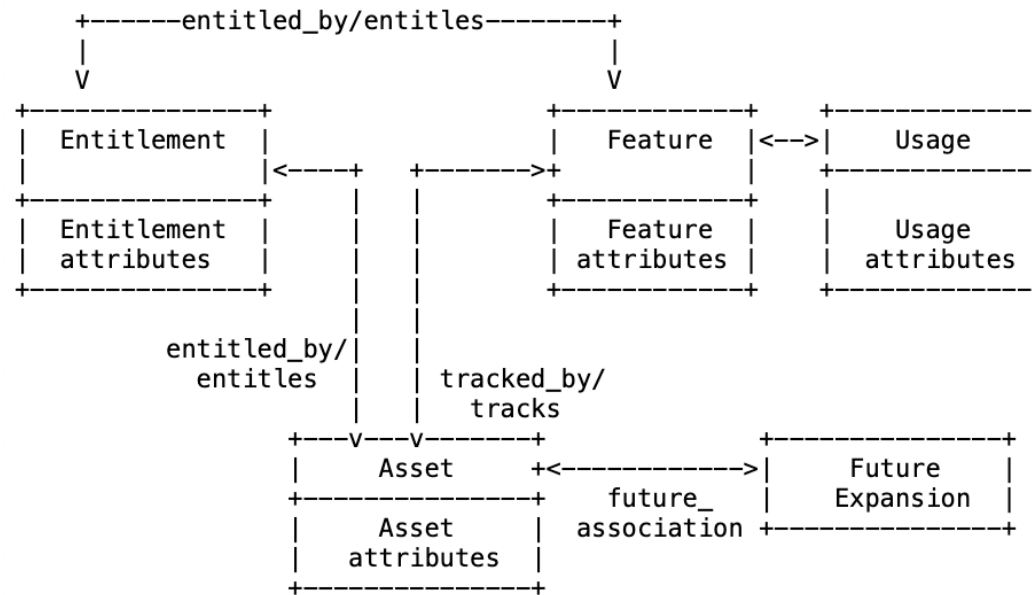 entitled_by/entitles
Entitlement
Feature
Usage
Entitlement
attributes
Feature
attributes
Usage
attributes
entitled_by/
entitles
tracked_by/
tracks
Asset
Future
Expansion
future_
association
Asset
attributes